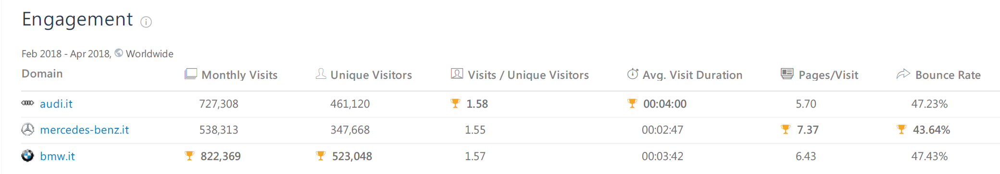 Engagement
Feb 2018 - Apr 2018, Worldwide
Domain Monthly Visits Unique Visitors Visits / Unique Visitors Avg. Visit Duration Pages/Visit Bounce Rate
audi.it 727,308 461,120 1.58 00:04:00 5.70 47.23%
mercedes-benz.it 538,313 347,668 1.55 00:02:47 7.37 43.64%
bmw.it 822,369 523,048 1.57 00:03:42 6.43 47.43%